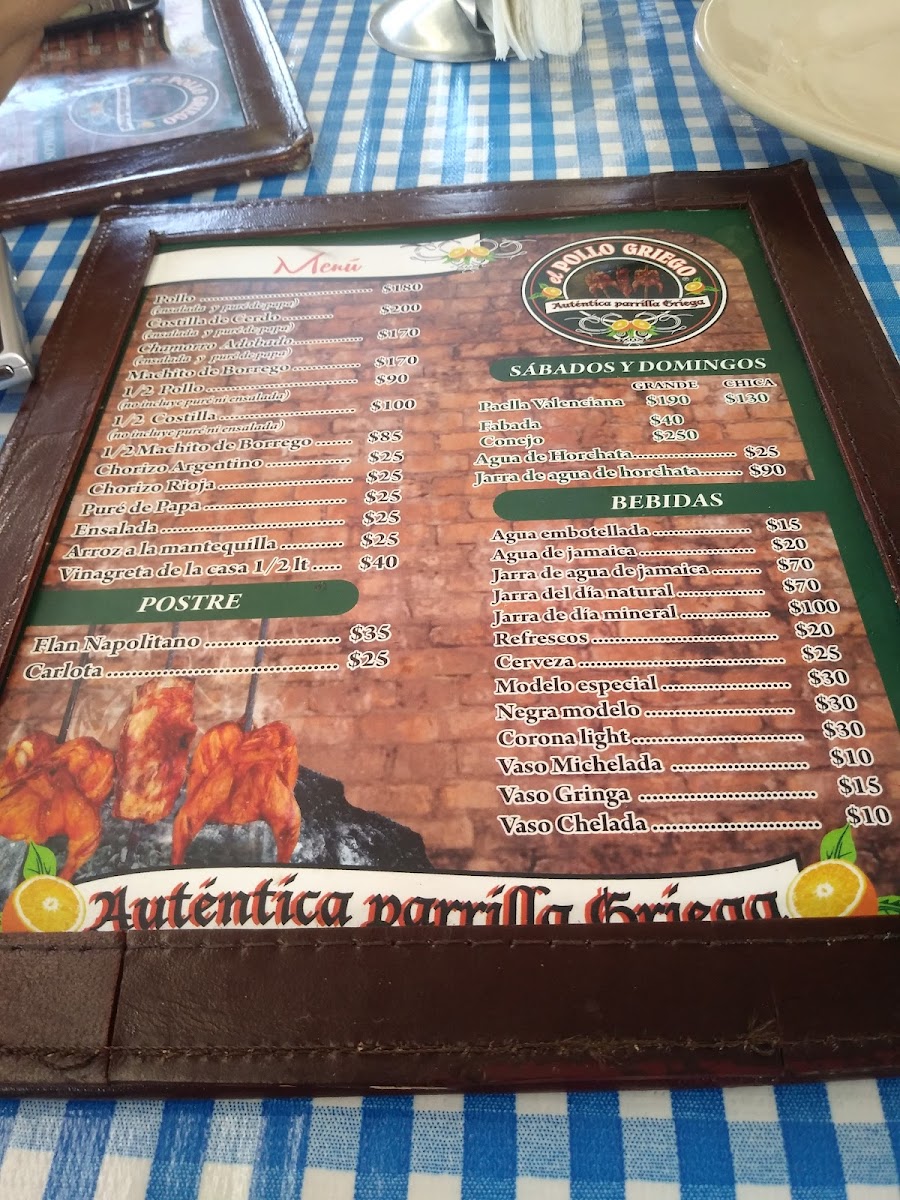 Menú
Pollo ........ $180
(ensalada y puré de papa)
Costilla de Cerdo ........ $200
(ensalada y puré de papa)
Chamorro Adobado ........ $170
(ensalada y puré de papa)
Machito de Borrego ........ $170
1/2 Pollo ........ $90
(no incluye puré ni ensalada)
1/2 Costilla ........ $100
(no incluye puré ni ensalada)
1/2 Machito de Borrego ........ $85
Chorizo Argentino ........ $25
Chorizo Rioja ........ $25
Puré de Papa ........ $25
Ensalada ........ $25
Arroz a la mantequilla ........ $25
Vinagreta de la casa 1/2 lt ..... $40
POSTRE
Flan Napolitano ........ $35
Carlota ........ $25
el POLLO GRIEGO
Auténtica parrilla Griega
SÁBADOS Y DOMINGOS
GRANDE CHICA
Paella Valenciana $190 $130
Fabada $40
Conejo $250
Agua de Horchata ........ $25
Jarra de agua de horchata ........ $90
BEBIDAS
Agua embotellada ........ $15
Agua de jamaica ........ $20
Jarra de agua de jamaica ........ $70
Jarra del día natural ........ $70
Jarra de día mineral ........ $100
Refrescos ........ $20
Cerveza ........ $25
Modelo especial ........ $30
Negra modelo ........ $30
Corona light ........ $30
Vaso Michelada ........ $10
Vaso Gringa ........ $15
Vaso Chelada ........ $10
Auténtica parrilla Griega